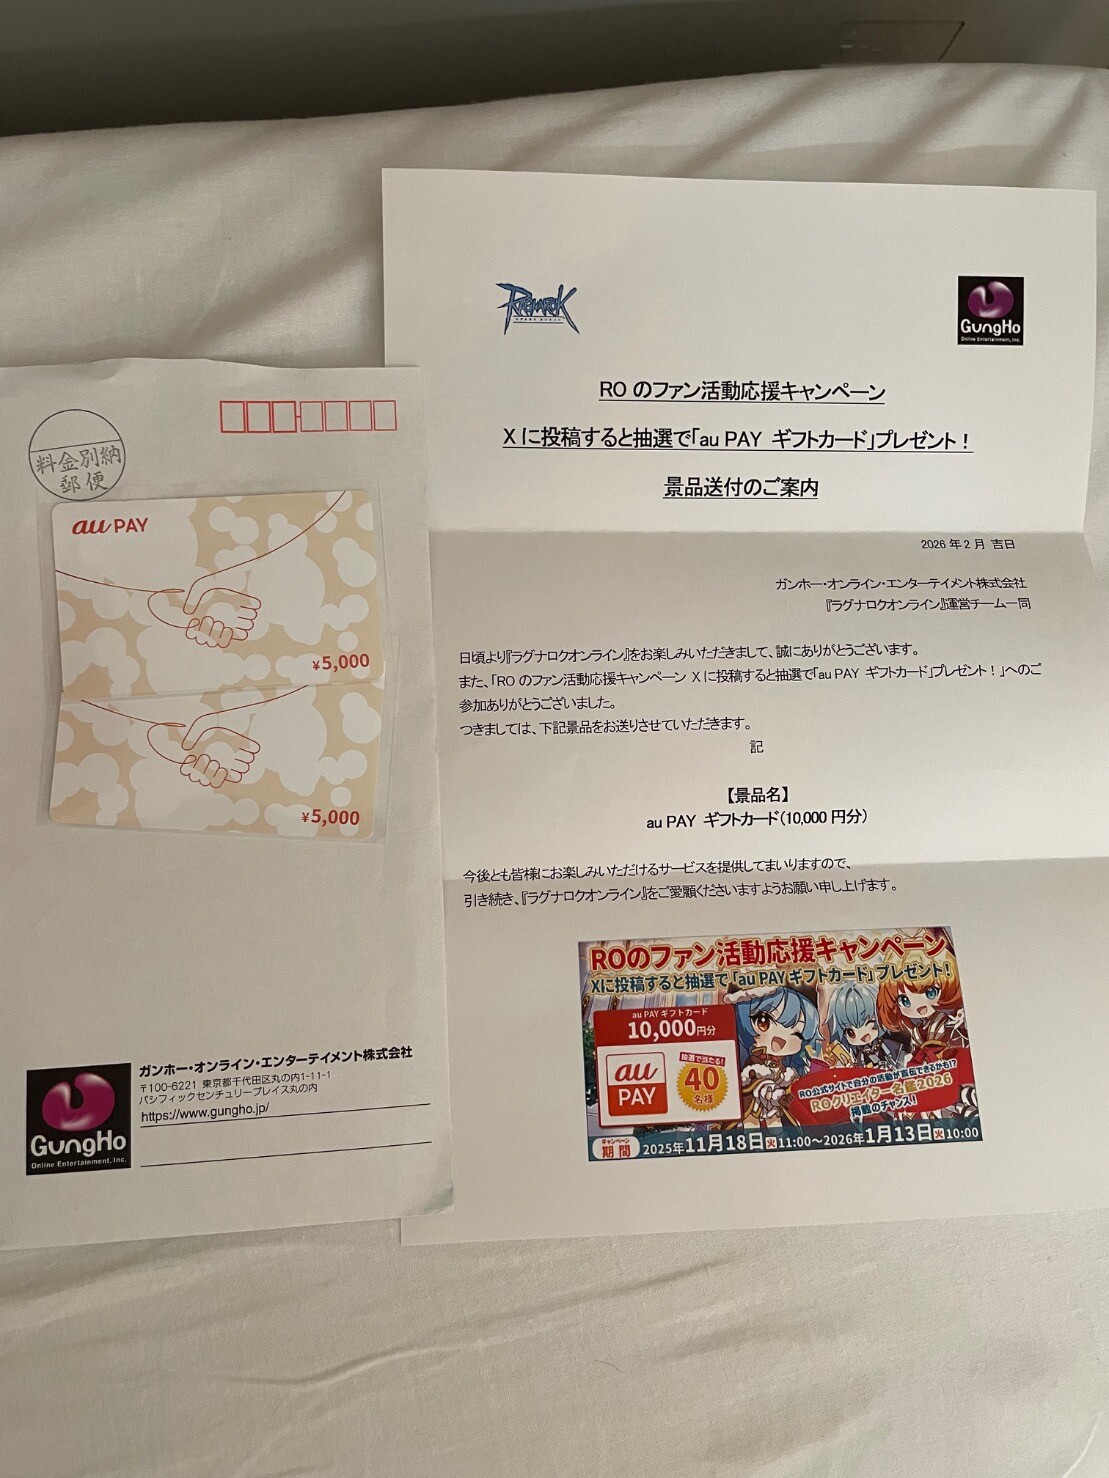 RAGNAROK
GungHo
Online Entertainment, Inc.
RO のファン活動応援キャンペーン
X に投稿すると抽選で「au PAY ギフトカード」プレゼント！
景品送付のご案内
2026 年 2 月 吉日
ガンホー・オンライン・エンターテイメント株式会社
『ラグナロクオンライン』運営チーム一同
日頃より『ラグナロクオンライン』をお楽しみいただきまして、誠にありがとうございます。
また、「RO のファン活動応援キャンペーン X に投稿すると抽選で「au PAY ギフトカード」プレゼント！」へのご
参加ありがとうございました。
つきましては、下記景品をお送りさせていただきます。
記
【景品名】
au PAY ギフトカード（10,000 円分）
今後とも皆様にお楽しみいただけるサービスを提供してまいりますので、
引き続き、『ラグナロクオンライン』をご愛顧くださいますようお願い申し上げます。
ROのファン活動応援キャンペーン
Xに投稿すると抽選で「au PAY ギフトカード」プレゼント！
au PAY ギフトカード
10,000円分
au
PAY
抽選で当たる!
40
名様
RO公式サイトで自分の活動が宣伝できるかも!?
ROクリエイター名鑑2026
掲載のチャンス!
キャンペーン
期間
2025年11月18日火11:00～2026年1月13日火10:00
料金別納
郵便
au PAY
¥5,000
¥5,000
GungHo
Online Entertainment, Inc.
ガンホー・オンライン・エンターテイメント株式会社
〒100-6221 東京都千代田区丸の内1-11-1
パシフィックセンチュリープレイス丸の内
https://www.gungho.jp/